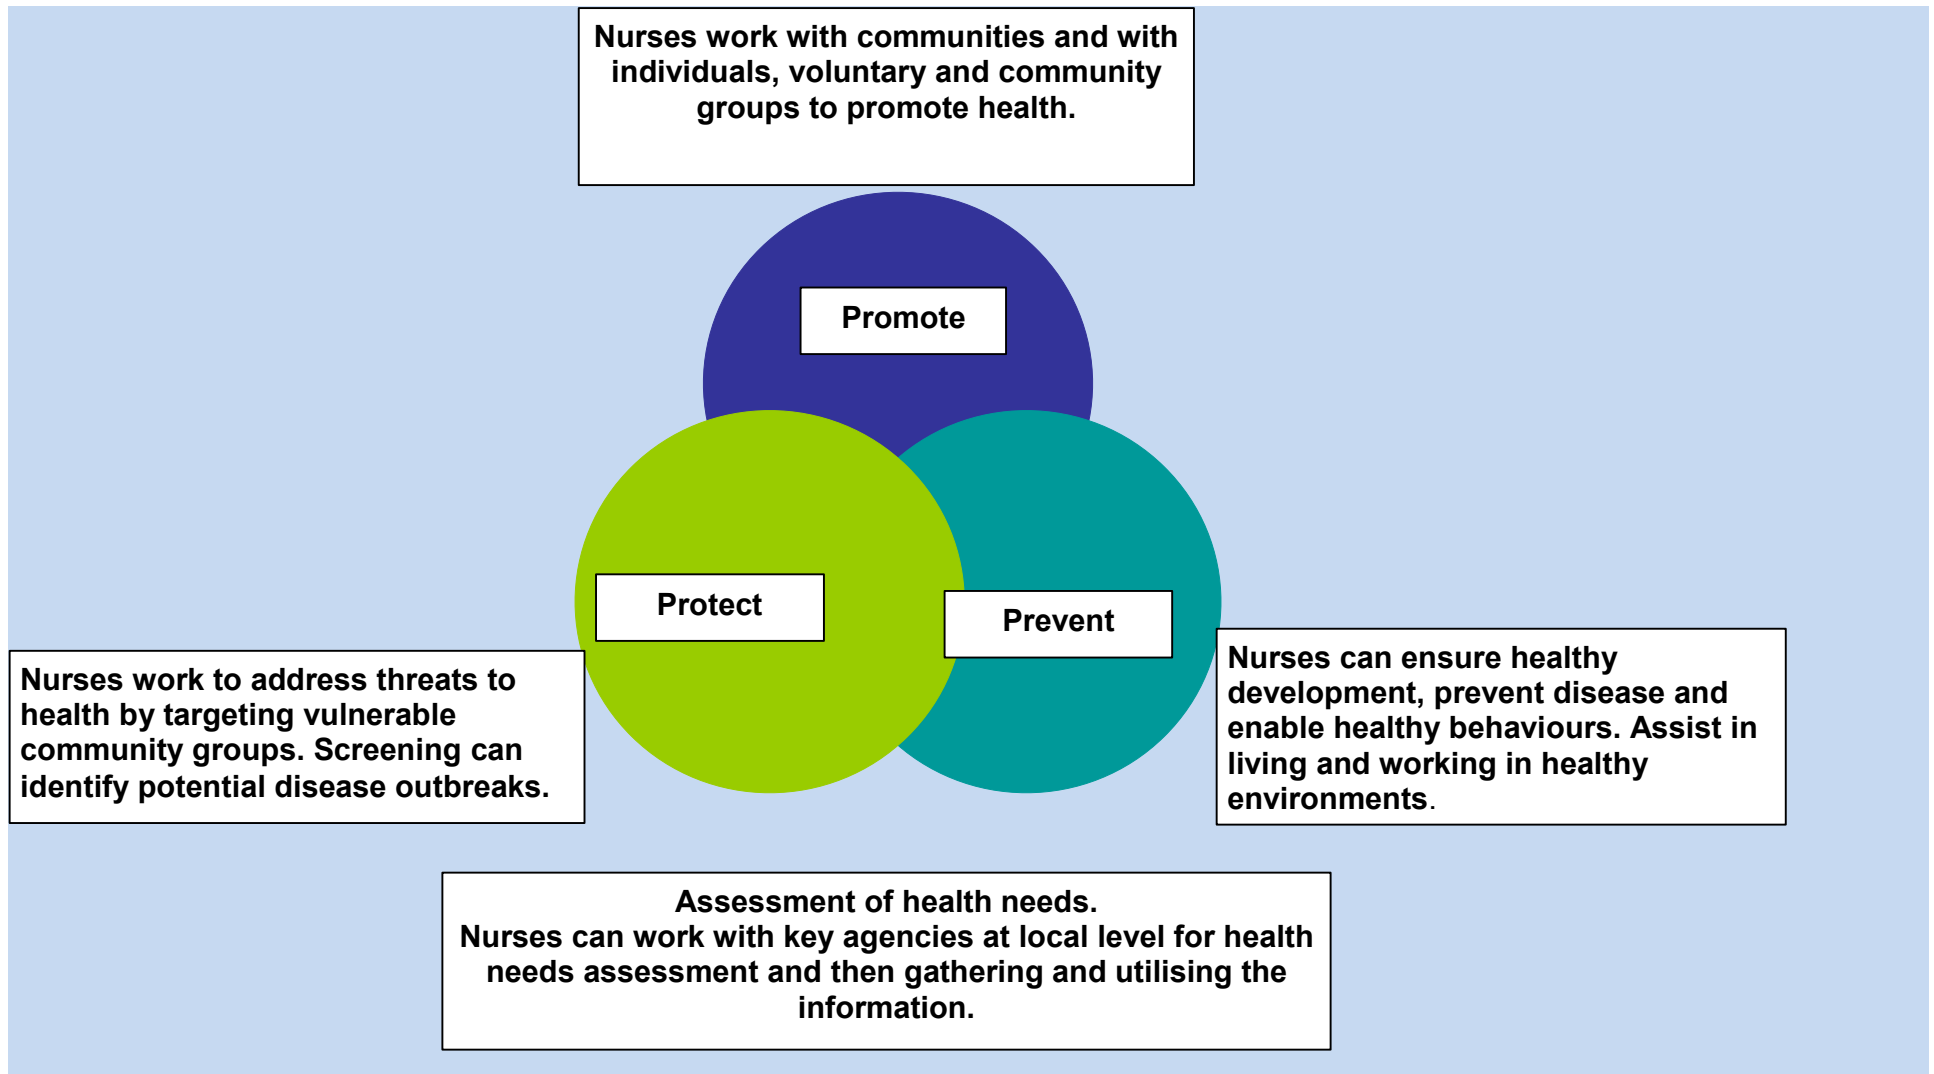 Nurses work with communities and with
individuals, voluntary and community
groups to promote health.
Promote
Protect
Prevent
Nurses work to address threats to
health by targeting vulnerable
community groups. Screening can
identify potential disease outbreaks.
Nurses can ensure healthy
development, prevent disease and
enable healthy behaviours. Assist in
living and working in healthy
environments.
Assessment of health needs.
Nurses can work with key agencies at local level for health
needs assessment and then gathering and utilising the
information.